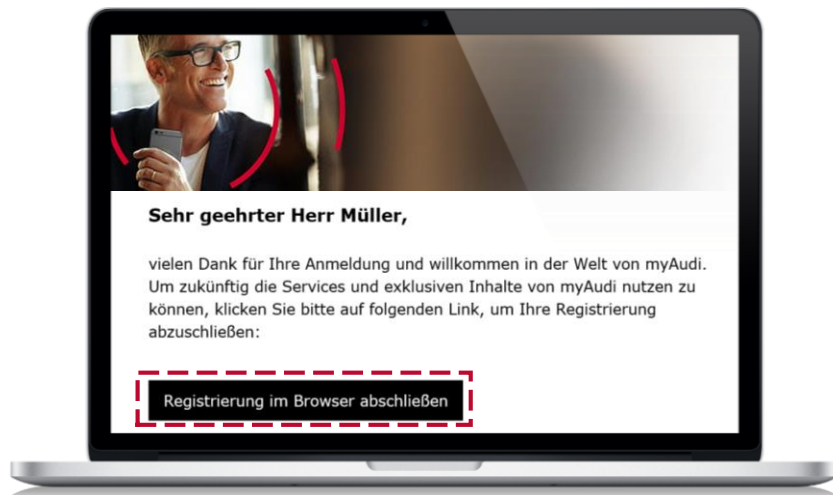 Sehr geehrter Herr Müller,
vielen Dank für Ihre Anmeldung und willkommen in der Welt von myAudi.
Um zukünftig die Services und exklusiven Inhalte von myAudi nutzen zu
können, klicken Sie bitte auf folgenden Link, um Ihre Registrierung
abzuschließen:
Registrierung im Browser abschließen